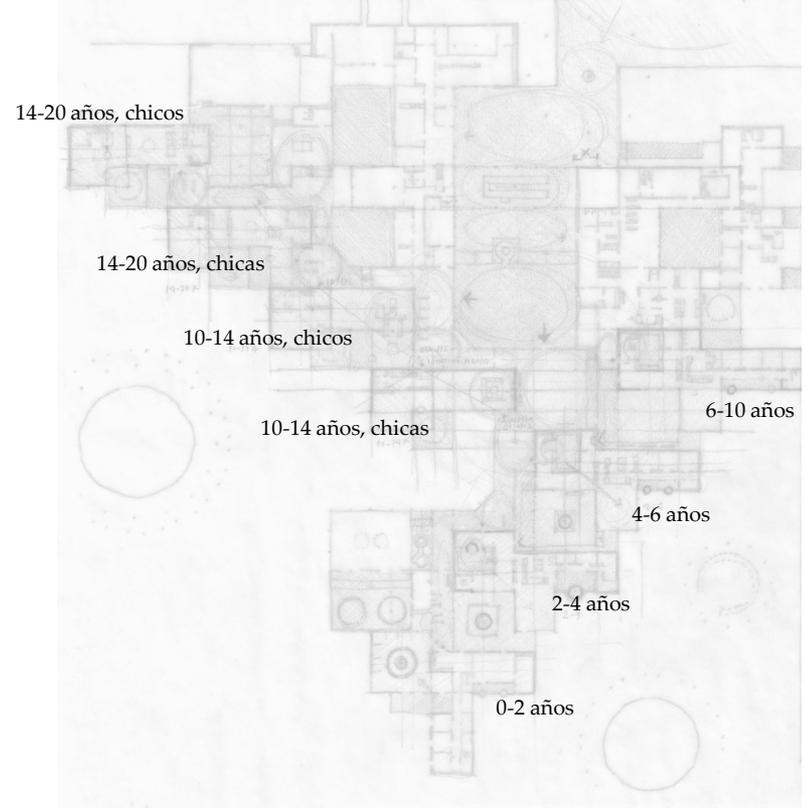 14-20 años, chicos
14-20 años, chicas
10-14 años, chicos
10-14 años, chicas
6-10 años
4-6 años
2-4 años
0-2 años